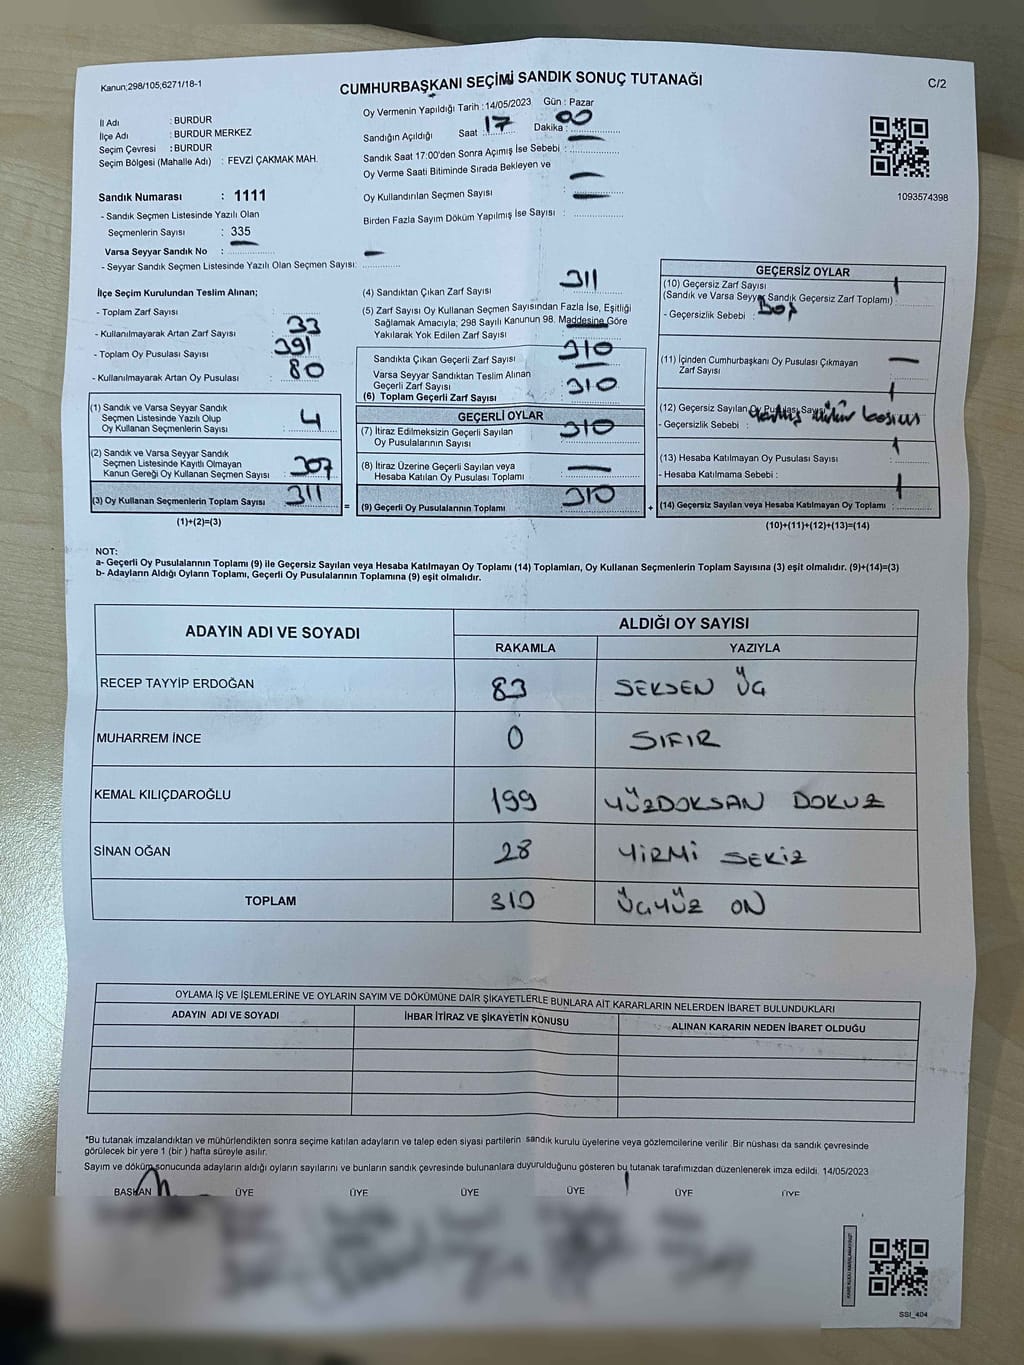 Kanun;298/105;6271/18-1
CUMHURBAŞKANI SEÇİMİ SANDIK SONUÇ TUTANAĞI
C/2
İl Adı : BURDUR
İlçe Adı : BURDUR MERKEZ
Seçim Çevresi : BURDUR
Seçim Bölgesi (Mahalle Adı) : FEVZİ ÇAKMAK MAH.
Sandık Numarası : 1111
- Sandık Seçmen Listesinde Yazılı Olan
Seçmenlerin Sayısı : 335
Varsa Seyyar Sandık No : —
- Seyyar Sandık Seçmen Listesinde Yazılı Olan Seçmen Sayısı: —
Oy Vermenin Yapıldığı Tarih :14/05/2023 Gün : Pazar
Sandığın Açıldığı Saat : 17 Dakika : 00
Sandık Saat 17:00'den Sonra Açımış İse Sebebi : —
Oy Verme Saati Bitiminde Sırada Bekleyen ve
Oy Kullandırılan Seçmen Sayısı : —
Birden Fazla Sayım Döküm Yapılmış İse Sayısı : —
1093574398
İlçe Seçim Kurulundan Teslim Alınan;
- Toplam Zarf Sayısı :
- Kullanılmayarak Artan Zarf Sayısı : 33
- Toplam Oy Pusulası Sayısı : 391
- Kullanılmayarak Artan Oy Pusulası : 80
(1) Sandık ve Varsa Seyyar Sandık
Seçmen Listesinde Yazılı Olup
Oy Kullanan Seçmenlerin Sayısı : 4
(2) Sandık ve Varsa Seyyar Sandık
Seçmen Listesinde Kayıtlı Olmayan
Kanun Gereği Oy Kullanan Seçmen Sayısı : 307
(3) Oy Kullanan Seçmenlerin Toplam Sayısı : 311
(1)+(2)=(3)
(4) Sandıktan Çıkan Zarf Sayısı : 311
(5) Zarf Sayısı Oy Kullanan Seçmen Sayısından Fazla İse, Eşitliği
Sağlamak Amacıyla; 298 Sayılı Kanunun 98. Maddesine Göre
Yakılarak Yok Edilen Zarf Sayısı : —
Sandıkta Çıkan Geçerli Zarf Sayısı : 310
Varsa Seyyar Sandıktan Teslim Alınan
Geçerli Zarf Sayısı : —
(6) Toplam Geçerli Zarf Sayısı : 310
GEÇERLİ OYLAR
(7) İtiraz Edilmeksizin Geçerli Sayılan
Oy Pusulalarının Sayısı : 310
(8) İtiraz Üzerine Geçerli Sayılan veya
Hesaba Katılan Oy Pusulası Toplamı : —
= (9) Geçerli Oy Pusulalarının Toplamı : 310
GEÇERSİZ OYLAR
(10) Geçersiz Zarf Sayısı
(Sandık ve Varsa Seyyar Sandık Geçersiz Zarf Toplamı) : 1
- Geçersizlik Sebebi : Boş
(11) İçinden Cumhurbaşkanı Oy Pusulası Çıkmayan
Zarf Sayısı —
(12) Geçersiz Sayılan Oy Pusulası Sayısı 1
- Geçersizlik Sebebi :
(13) Hesaba Katılmayan Oy Pusulası Sayısı 1
- Hesaba Katılmama Sebebi :
+ (14) Geçersiz Sayılan veya Hesaba Katılmayan Oy Toplamı : 1
(10)+(11)+(12)+(13)=(14)
NOT:
a- Geçerli Oy Pusulalarının Toplamı (9) ile Geçersiz Sayılan veya Hesaba Katılmayan Oy Toplamı (14) Toplamları, Oy Kullanan Seçmenlerin Toplam Sayısına (3) eşit olmalıdır. (9)+(14)=(3)
b- Adayların Aldığı Oyların Toplamı, Geçerli Oy Pusulalarının Toplamına (9) eşit olmalıdır.
ADAYIN ADI VE SOYADI
ALDIĞI OY SAYISI
RAKAMLA YAZIYLA
RECEP TAYYİP ERDOĞAN 83 SEKSEN ÜÇ
MUHARREM İNCE 0 SIFIR
KEMAL KILIÇDAROĞLU 199 YÜZDOKSAN DOKUZ
SİNAN OĞAN 28 YİRMİ SEKİZ
TOPLAM 310 ÜÇYÜZ ON
OYLAMA İŞ VE İŞLEMLERİNE VE OYLARIN SAYIM VE DÖKÜMÜNE DAİR ŞİKAYETLERLE BUNLARA AİT KARARLARIN NELERDEN İBARET BULUNDUKLARI
ADAYIN ADI VE SOYADI İHBAR İTİRAZ VE ŞİKAYETİN KONUSU ALINAN KARARIN NEDEN İBARET OLDUĞU
*Bu tutanak imzalandıktan ve mühürlendikten sonra seçime katılan adayların ve talep eden siyasi partilerin sandık kurulu üyelerine veya gözlemcilerine verilir .Bir nüshası da sandık çevresinde
görülecek bir yere 1 (bir ) hafta süreyle asılır.
Sayım ve döküm sonucunda adayların aldığı oyların sayılarını ve bunların sandık çevresinde bulunanlara duyurulduğunu gösteren bu tutanak tarafımızdan düzenlenerek imza edildi. 14/05/2023
BAŞKAN ÜYE ÜYE ÜYE ÜYE ÜYE ÜYE
SSI_404